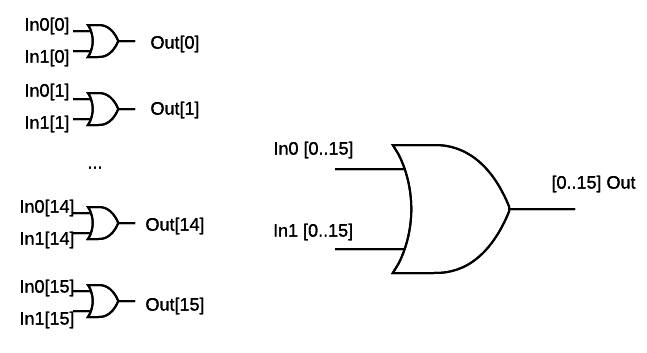 In0[0]
In1[0]
Out[0]
In0[1]
In1[1]
Out[1]
...
In0[14]
In1[14]
Out[14]
In0[15]
In1[15]
Out[15]
In0 [0..15]
In1 [0..15]
[0..15] Out